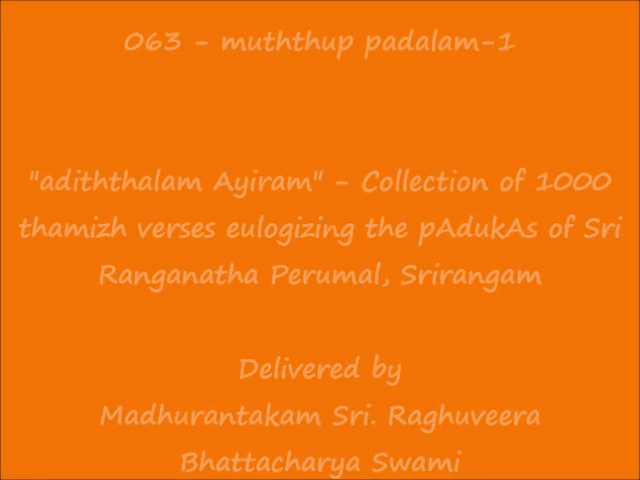 063 - muththup padalam-1
"adiththalam Ayiram" - Collection of 1000
thamizh verses eulogizing the pAdukAs of Sri
Ranganatha Perumal, Srirangam
Delivered by
Madhurantakam Sri. Raghuveera
Bhattacharya Swami